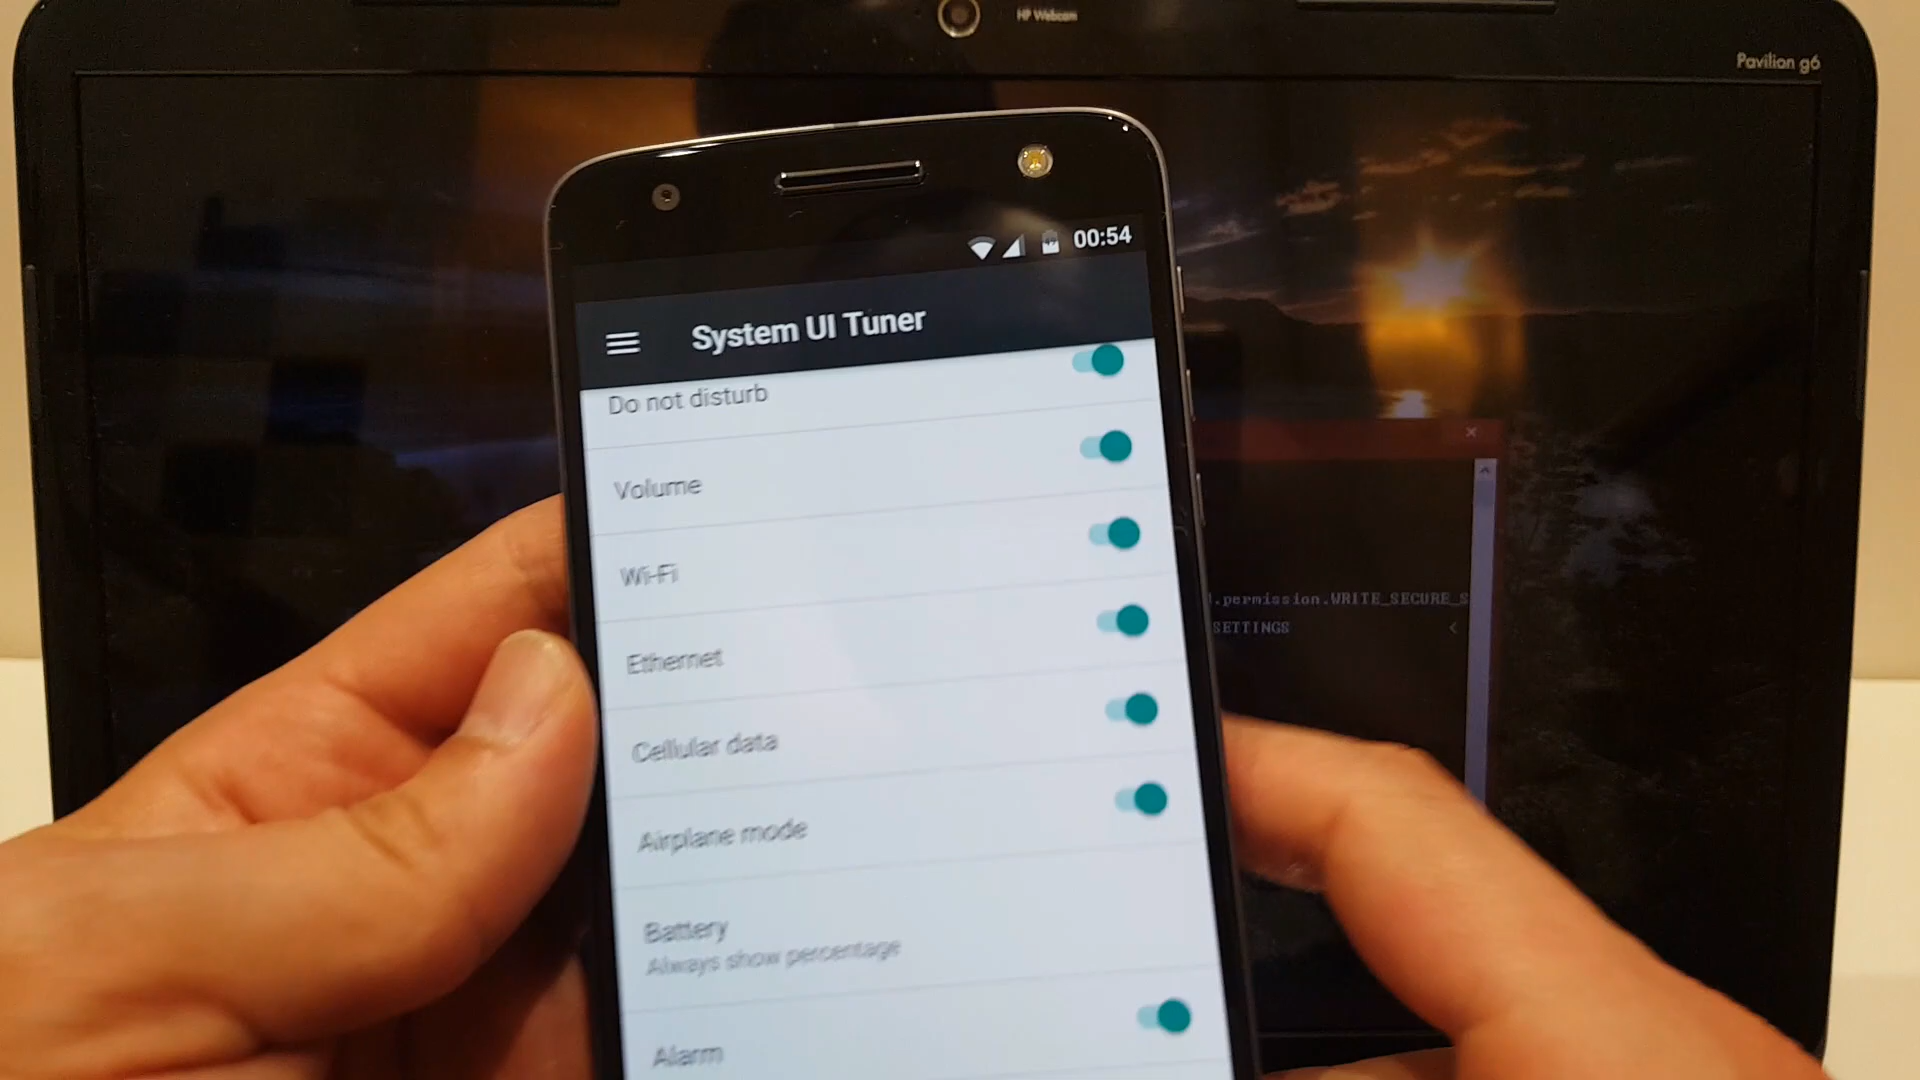 HP Webcam
Pavilion g6
00:54
System UI Tuner
Do not disturb
Volume
Wi-Fi
Ethernet
Cellular data
Airplane mode
Battery
Always show percentage
Alarm
.permission.WRITE_SECURE_S
SETTINGS